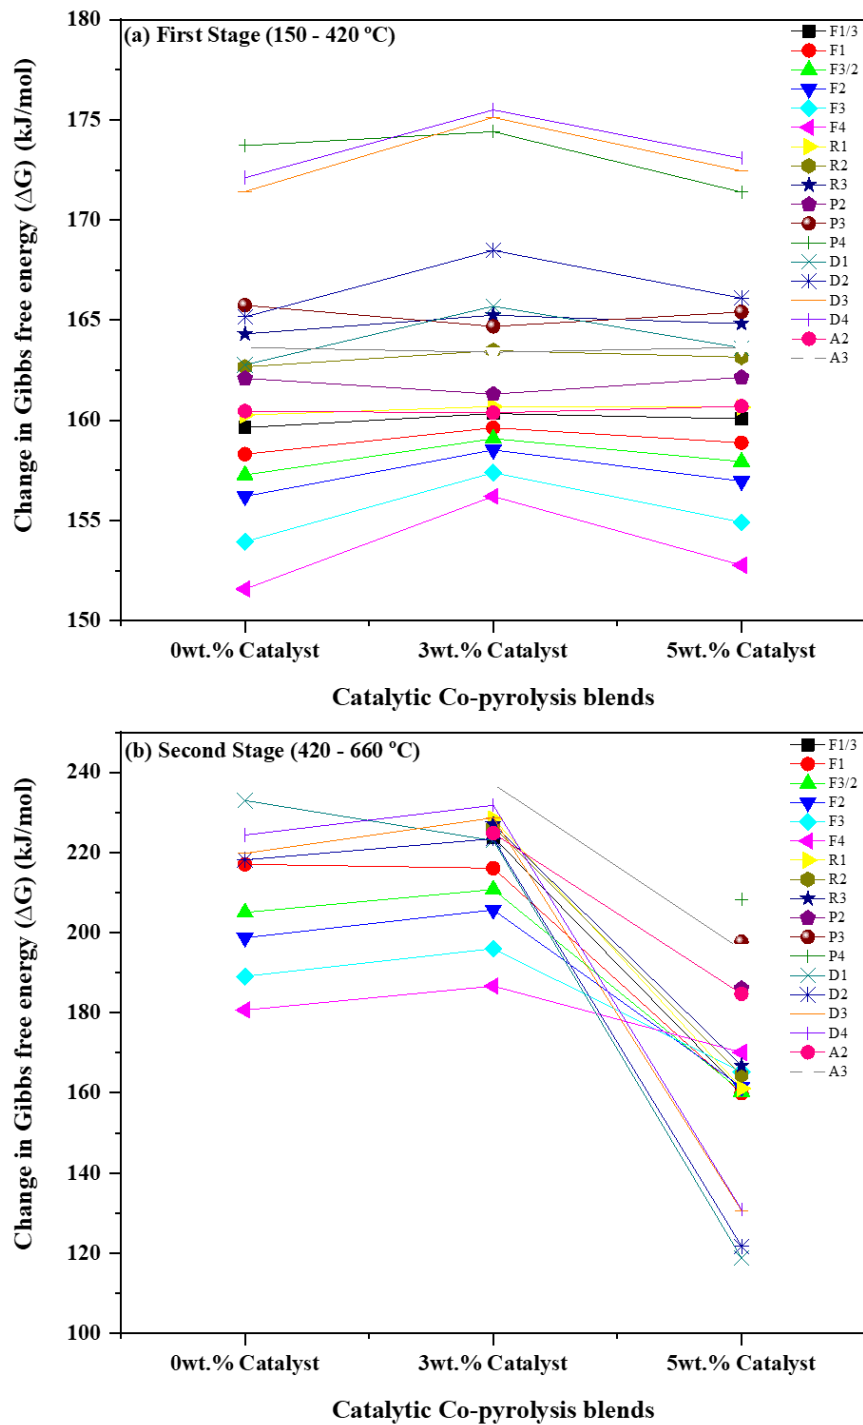 (a) First Stage (150 - 420 ºC)
Change in Gibbs free energy (ΔG) (kJ/mol)
180
175
170
165
160
155
150
F1/3
F1
F3/2
F2
F3
F4
R1
R2
R3
P2
P3
P4
D1
D2
D3
D4
A2
A3
0wt.% Catalyst 3wt.% Catalyst 5wt.% Catalyst
Catalytic Co-pyrolysis blends
(b) Second Stage (420 - 660 ºC)
Change in Gibbs free energy (ΔG) (kJ/mol)
240
220
200
180
160
140
120
100
F1/3
F1
F3/2
F2
F3
F4
R1
R2
R3
P2
P3
P4
D1
D2
D3
D4
A2
A3
0wt.% Catalyst 3wt.% Catalyst 5wt.% Catalyst
Catalytic Co-pyrolysis blends